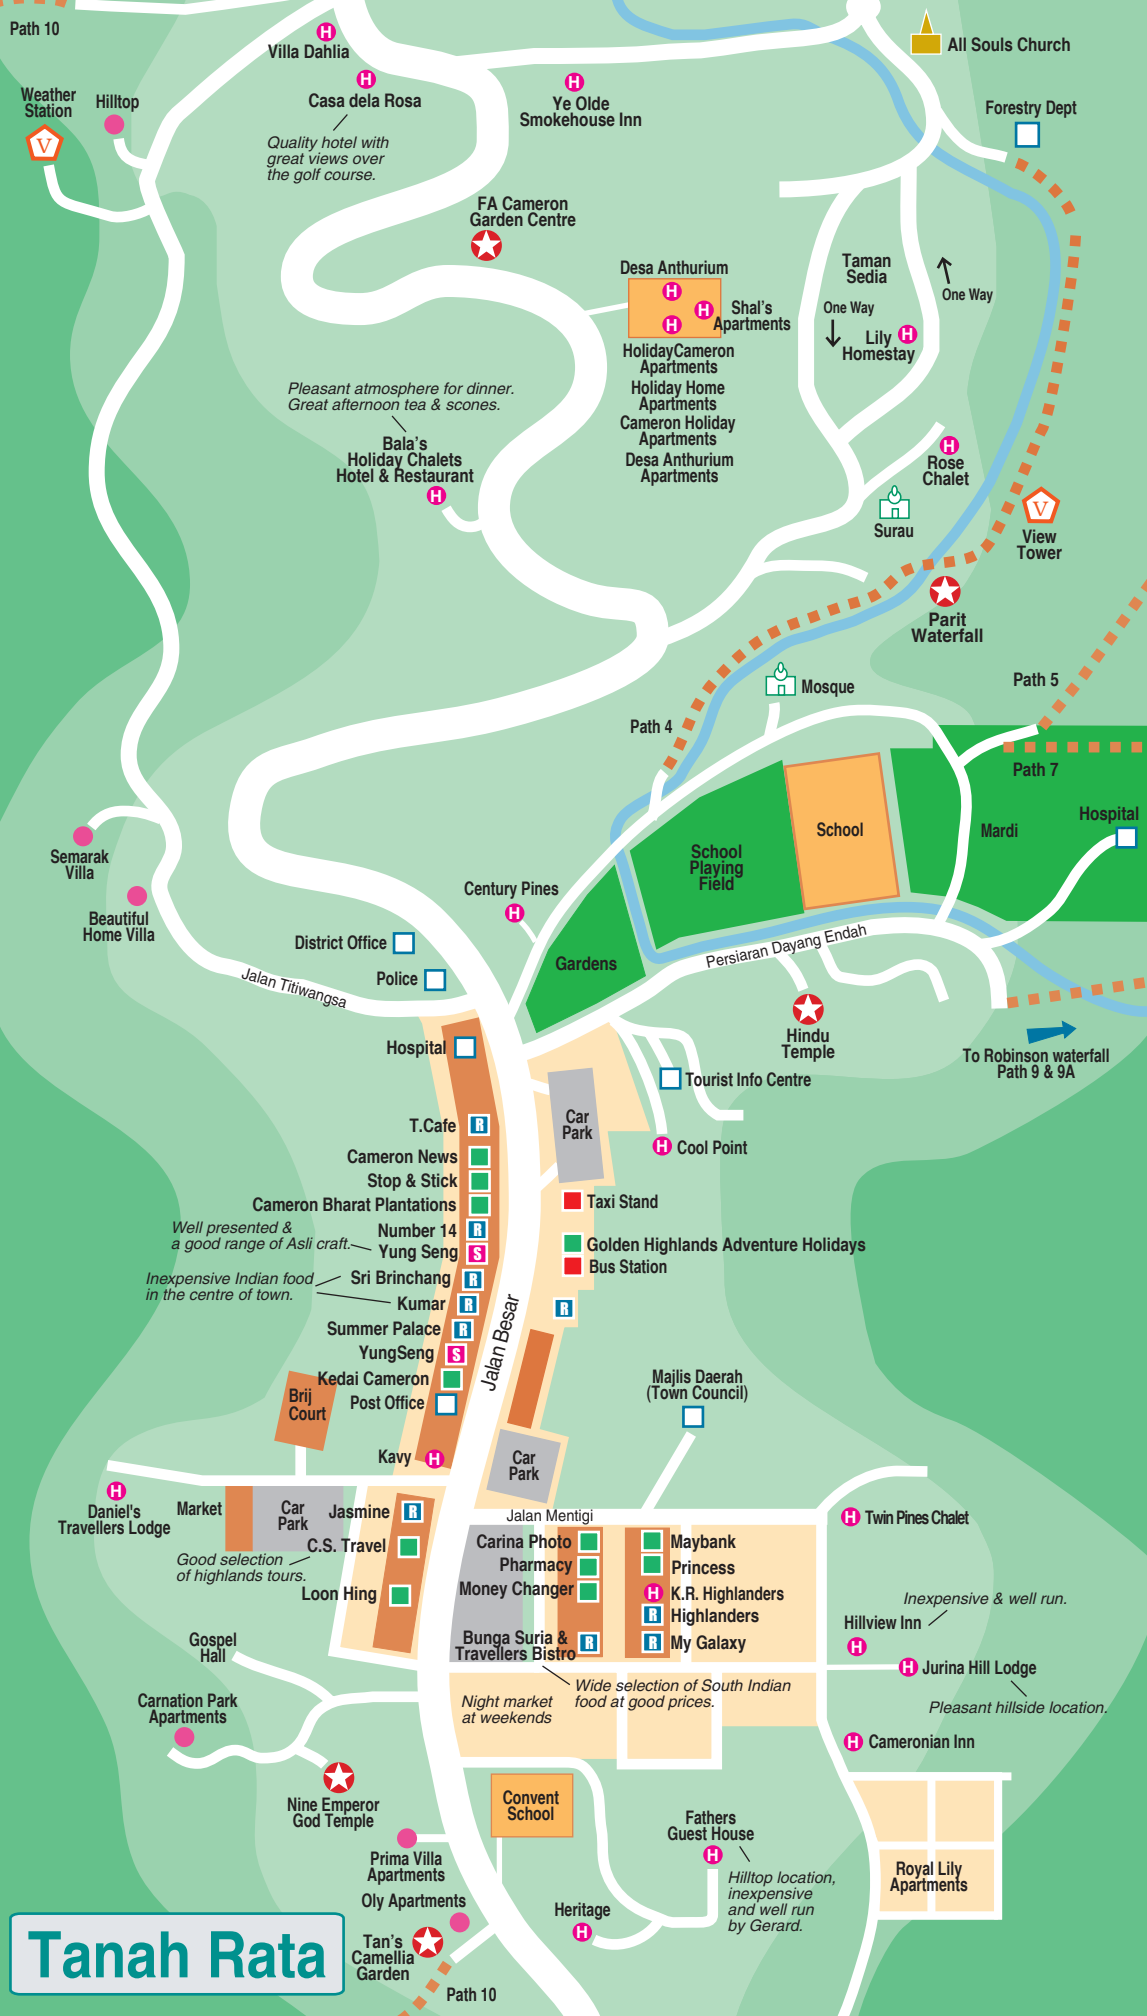 Path 10
Villa Dahlia
H
All Souls Church
Casa dela Rosa
H
H
Ye Olde
Smokehouse Inn
Weather
Station
V
Hilltop
Forestry Dept
Quality hotel with
great views over
the golf course.
FA Cameron
Garden Centre
Desa Anthurium
H
H
H
Shal's
Apartments
HolidayCameron
Apartments
Holiday Home
Apartments
Cameron Holiday
Apartments
Desa Anthurium
Apartments
Taman
Sedia
One Way
One Way
Lily
Homestay
H
Pleasant atmosphere for dinner.
Great afternoon tea & scones.
Bala's
Holiday Chalets
Hotel & Restaurant
H
H
Rose
Chalet
Surau
V
View
Tower
Parit
Waterfall
Mosque
Path 5
Path 4
Path 7
School
Mardi
Hospital
School
Playing
Field
Semarak
Villa
Beautiful
Home Villa
Century Pines
H
District Office
Police
Gardens
Persiaran Dayang Endah
Jalan Titiwangsa
Hindu
Temple
To Robinson waterfall
Path 9 & 9A
Hospital
Tourist Info Centre
Car
Park
T.Cafe
R
H
Cool Point
Cameron News
Stop & Stick
Cameron Bharat Plantations
Taxi Stand
Well presented &
a good range of Asli craft.
Number 14
R
Yung Seng
S
Golden Highlands Adventure Holidays
Bus Station
Inexpensive Indian food
in the centre of town.
Sri Brinchang
R
Kumar
R
R
Summer Palace
R
YungSeng
S
Jalan Besar
Kedai Cameron
Brij
Court
Post Office
Majlis Daerah
(Town Council)
Kavy
H
Car
Park
H
Daniel's
Travellers Lodge
Market
Car
Park
Jasmine
R
Jalan Mentigi
H
Twin Pines Chalet
C.S. Travel
Good selection
of highlands tours.
Loon Hing
Carina Photo
Pharmacy
Money Changer
Maybank
Princess
H
K.R. Highlanders
R
Highlanders
Bunga Suria &
Travellers Bistro
R
R
My Galaxy
Inexpensive & well run.
Hillview Inn
H
H
Jurina Hill Lodge
Pleasant hillside location.
Gospel
Hall
Wide selection of South Indian
food at good prices.
Night market
at weekends
Carnation Park
Apartments
H
Cameronian Inn
Nine Emperor
God Temple
Convent
School
Fathers
Guest House
H
Prima Villa
Apartments
Royal Lily
Apartments
Hilltop location,
inexpensive
and well run
by Gerard.
Oly Apartments
Heritage
H
Tan's
Camellia
Garden
Tanah Rata
Path 10